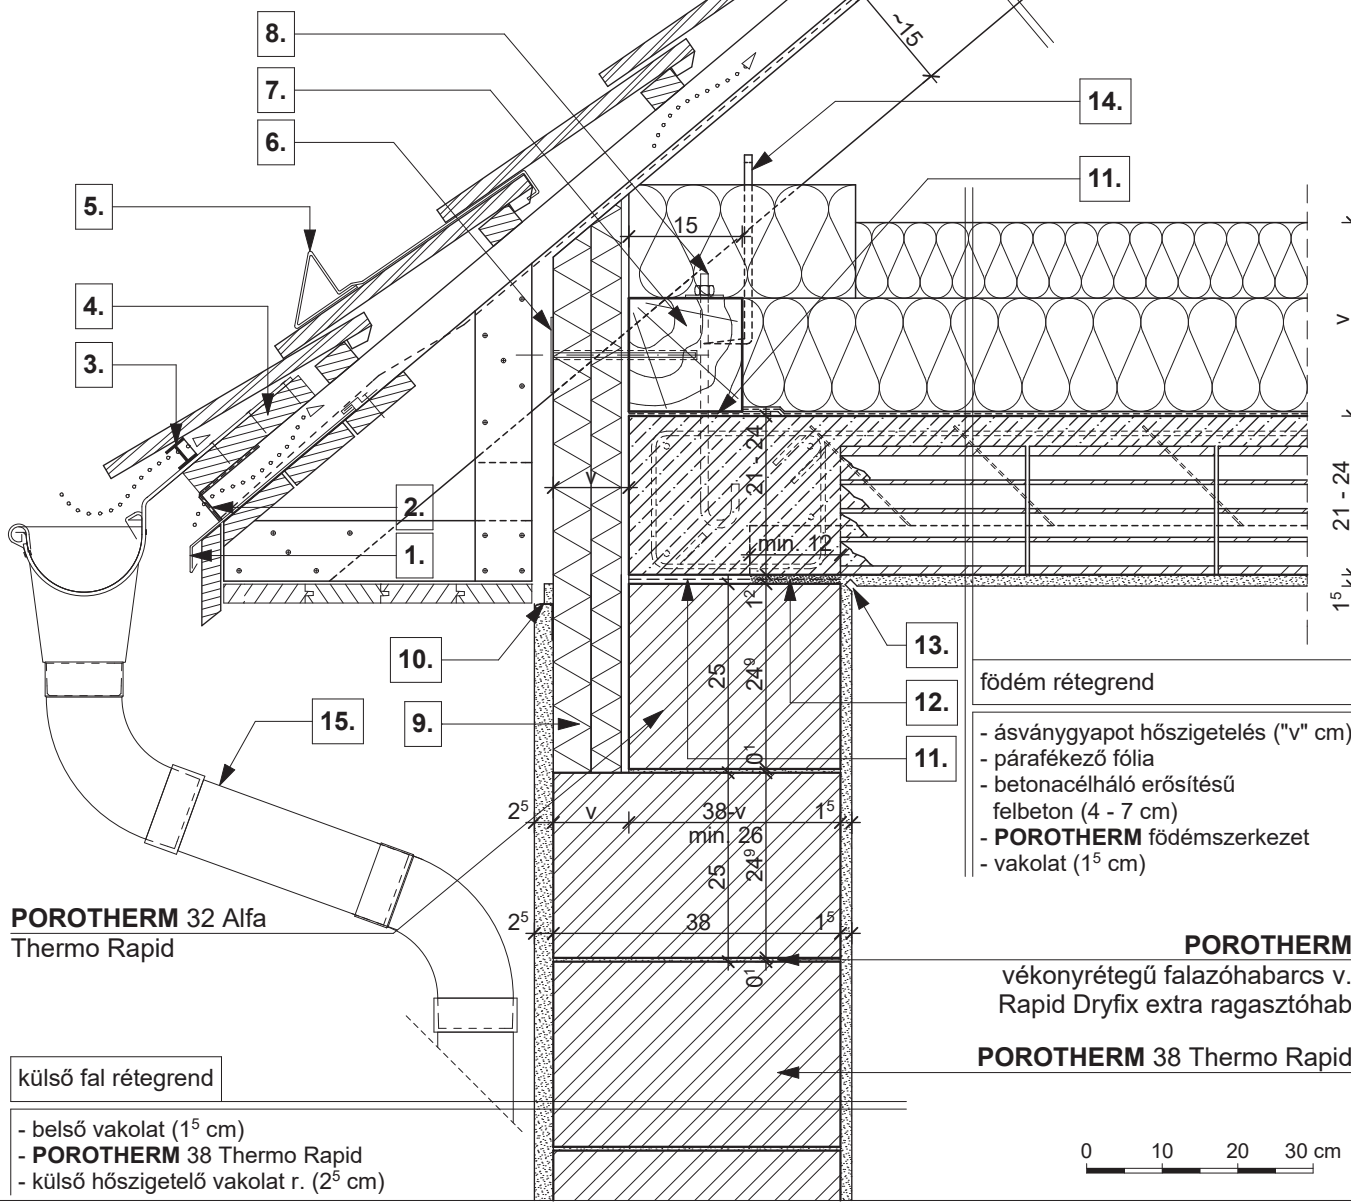 8.
~15
7.
14.
6.
11.
5.
15
4.
v
3.
21 - 24
v
21 - 24
2.
min. 12
1.
1²
1⁵
10.
13.
25
24⁹
födém rétegrend
12.
15.
9.
- ásványgyapot hőszigetelés ("v" cm)
0¹
11.
- párafékező fólia
- betonacélháló erősítésű
felbeton (4 - 7 cm)
2⁵
v
38-v
1⁵
min. 26
- POROTHERM födémszerkezet
- vakolat (1⁵ cm)
25
24⁹
POROTHERM 32 Alfa
Thermo Rapid
2⁵
38
1⁵
POROTHERM
vékonyrétegű falazóhabarcs v.
0¹
Rapid Dryfix extra ragasztóhab
POROTHERM 38 Thermo Rapid
külső fal rétegrend
- belső vakolat (1⁵ cm)
- POROTHERM 38 Thermo Rapid
- külső hőszigetelő vakolat r. (2⁵ cm)
0 10 20 30 cm